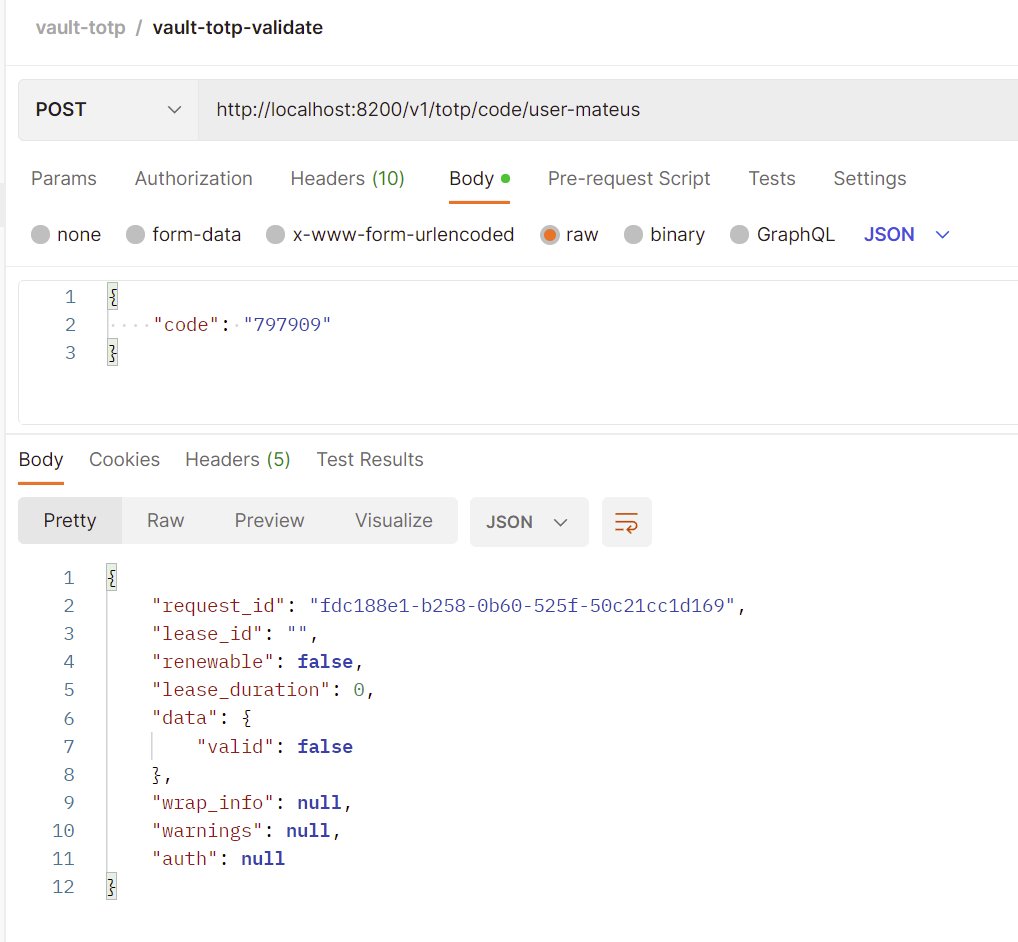 vault-totp / vault-totp-validate
POST http://localhost:8200/v1/totp/code/user-mateus
Params Authorization Headers (10) Body Pre-request Script Tests Settings
none form-data x-www-form-urlencoded raw binary GraphQL JSON
1 {
2 ····"code":·"797909"
3 }
Body Cookies Headers (5) Test Results
Pretty Raw Preview Visualize JSON
1 {
2 "request_id": "fdc188e1-b258-0b60-525f-50c21cc1d169",
3 "lease_id": "",
4 "renewable": false,
5 "lease_duration": 0,
6 "data": {
7 "valid": false
8 },
9 "wrap_info": null,
10 "warnings": null,
11 "auth": null
12 }